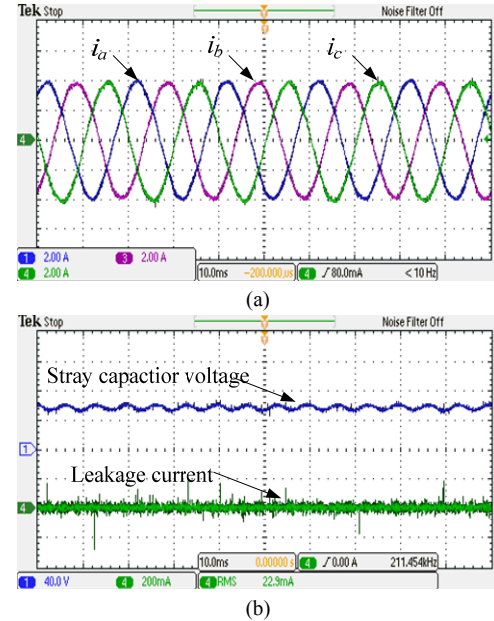 Tek Stop Noise Filter Off
ia ib ic
4
1 2.00 A 3 2.00 A
4 2.00 A 10.0ms -200.000μs 4 80.0mA < 10 Hz
(a)
Tek Stop Noise Filter Off
Stray capactior voltage
1
Leakage current
4
10.0ms 0.00000 s 4 0.00 A 211.454kHz
1 40.0 V 4 200mA 4 RMS 22.9mA
(b)